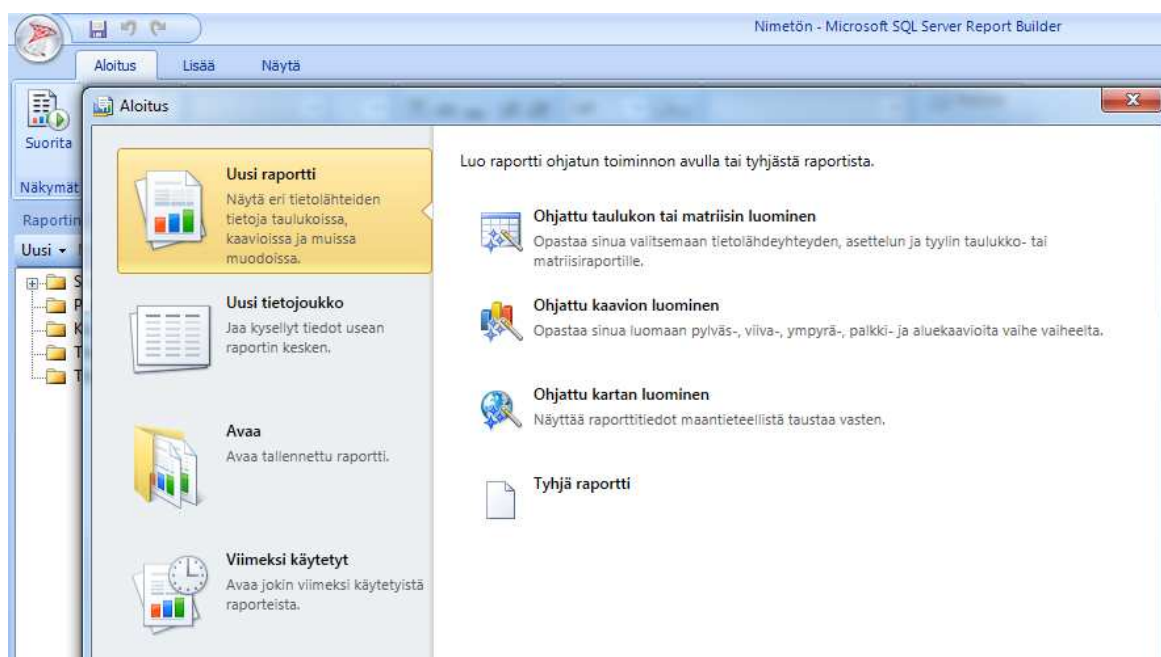 Nimetön - Microsoft SQL Server Report Builder
Aloitus Lisää Näytä
Aloitus
Suorita
Näkymät
Raportin
Uusi
S
P
K
T
T
Uusi raportti
Näytä eri tietolähteiden
tietoja taulukoissa,
kaavioissa ja muissa
muodoissa.
Uusi tietojoukko
Jaa kysellyt tiedot usean
raportin kesken.
Avaa
Avaa tallennettu raportti.
Viimeksi käytetyt
Avaa jokin viimeksi käytetyistä
raporteista.
Luo raportti ohjatun toiminnon avulla tai tyhjästä raportista.
Ohjattu taulukon tai matriisin luominen
Opastaa sinua valitsemaan tietolähdeyhteyden, asettelun ja tyylin taulukko- tai
matriisiraportille.
Ohjattu kaavion luominen
Opastaa sinua luomaan pylväs-, viiva-, ympyrä-, palkki- ja aluekaavioita vaihe vaiheelta.
Ohjattu kartan luominen
Näyttää raporttitiedot maantieteellistä taustaa vasten.
Tyhjä raportti